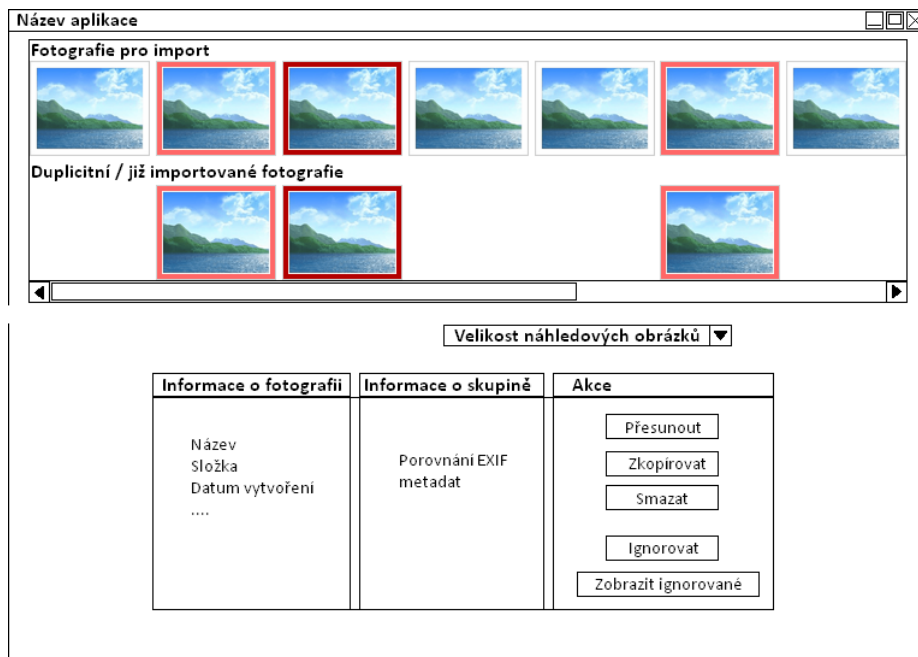 Název aplikace
Fotografie pro import
Duplicitní / již importované fotografie
Velikost náhledových obrázků
Informace o fotografii
Název
Složka
Datum vytvoření
....
Informace o skupině
Porovnání EXIF
metadat
Akce
Přesunout
Zkopírovat
Smazat
Ignorovat
Zobrazit ignorované